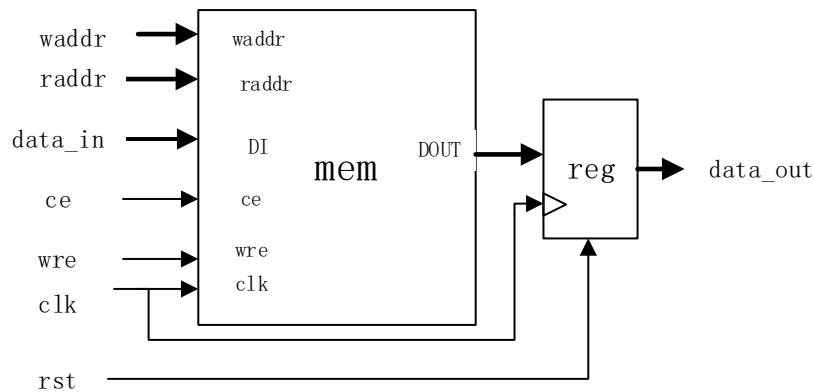 waddr
raddr
data_in
ce
wre
clk
rst
waddr
raddr
DI
ce
wre
clk
mem
DOUT
reg
data_out